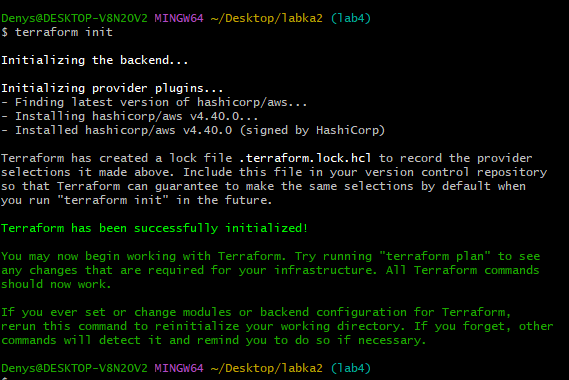 Denys@DESKTOP-V8N2OV2 MINGW64 ~/Desktop/labka2 (lab4)
$ terraform init
Initializing the backend...
Initializing provider plugins...
- Finding latest version of hashicorp/aws...
- Installing hashicorp/aws v4.40.0...
- Installed hashicorp/aws v4.40.0 (signed by HashiCorp)
Terraform has created a lock file .terraform.lock.hcl to record the provider
selections it made above. Include this file in your version control repository
so that Terraform can guarantee to make the same selections by default when
you run "terraform init" in the future.
Terraform has been successfully initialized!
You may now begin working with Terraform. Try running "terraform plan" to see
any changes that are required for your infrastructure. All Terraform commands
should now work.
If you ever set or change modules or backend configuration for Terraform,
rerun this command to reinitialize your working directory. If you forget, other
commands will detect it and remind you to do so if necessary.
Denys@DESKTOP-V8N2OV2 MINGW64 ~/Desktop/labka2 (lab4)